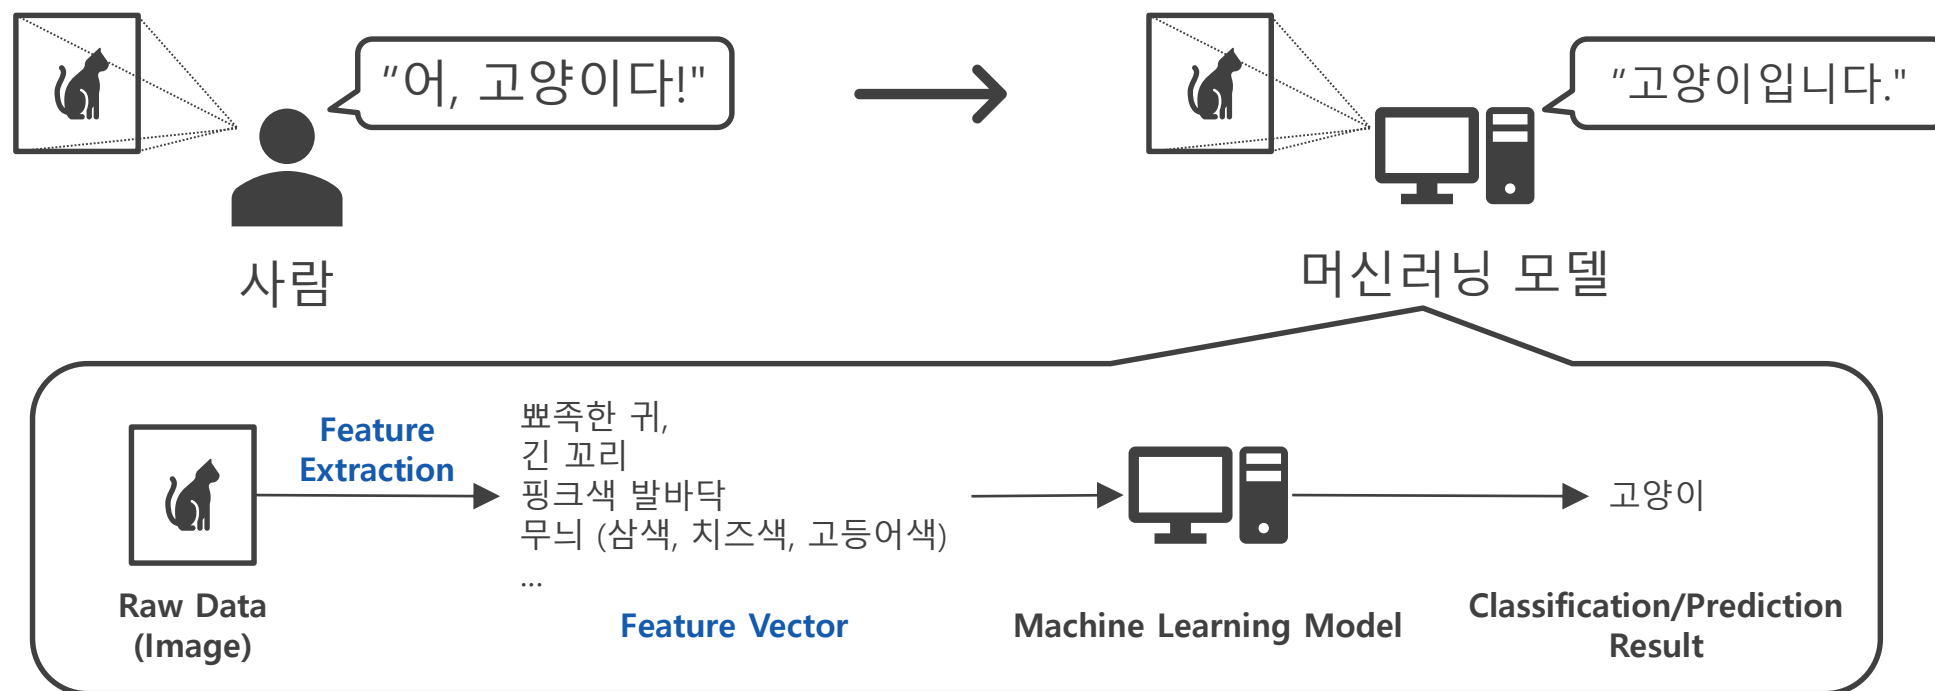 "어, 고양이다!"
"고양이입니다."
사람
머신러닝 모델
Feature
Extraction
뾰족한 귀,
긴 꼬리
핑크색 발바닥
무늬 (삼색, 치즈색, 고등어색)
...
고양이
Raw Data
(Image)
Feature Vector
Machine Learning Model
Classification/Prediction
Result